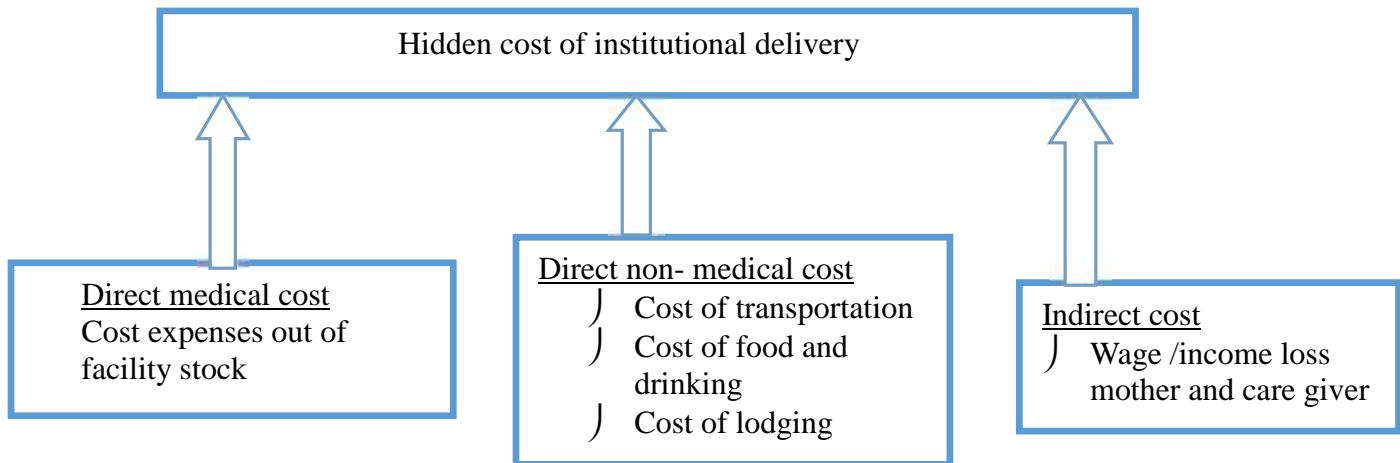 Hidden cost of institutional delivery
Direct medical cost
Cost expenses out of
facility stock
Direct non- medical cost
⎠ Cost of transportation
⎠ Cost of food and
drinking
⎠ Cost of lodging
Indirect cost
⎠ Wage /income loss
mother and care giver